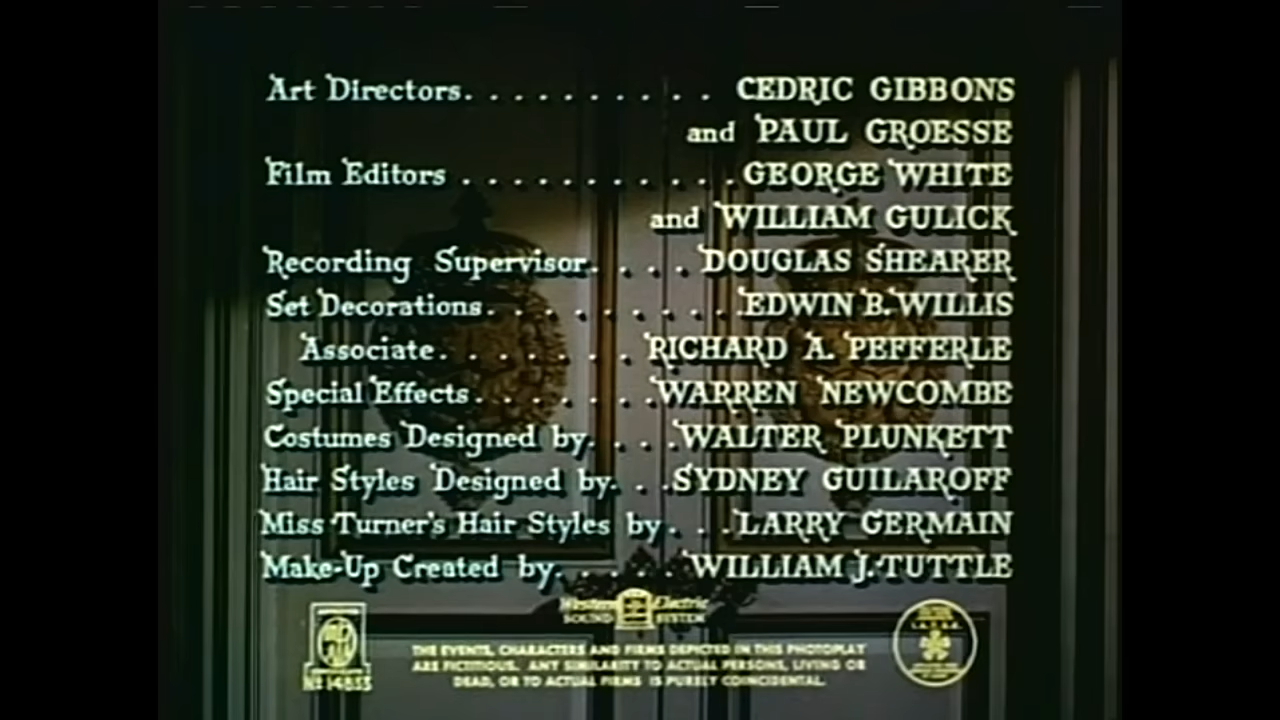 Art Directors. . . . . . . . . . CEDRIC GIBBONS
and PAUL GROESSE
Film Editors . . . . . . . . . . . GEORGE WHITE
and WILLIAM GULICK
Recording Supervisor. . . . DOUGLAS SHEARER
Set Decorations. . . . . . . . . . EDWIN B. WILLIS
Associate. . . . . . . . RICHARD A. PEFFERLE
Special Effects. . . . . . . WARREN NEWCOMBE
Costumes Designed by. . . . WALTER PLUNKETT
Hair Styles Designed by. . . SYDNEY GUILAROFF
Miss Turner's Hair Styles by. . . LARRY GERMAIN
Make-Up Created by. . . . . WILLIAM J. TUTTLE
Western Electric
SOUND SYSTEM
THE EVENTS, CHARACTERS AND FIRMS DEPICTED IN THIS PHOTOPLAY
ARE FICTITIOUS. ANY SIMILARITY TO ACTUAL PERSONS, LIVING OR
DEAD, OR TO ACTUAL FIRMS IS PURELY COINCIDENTAL.